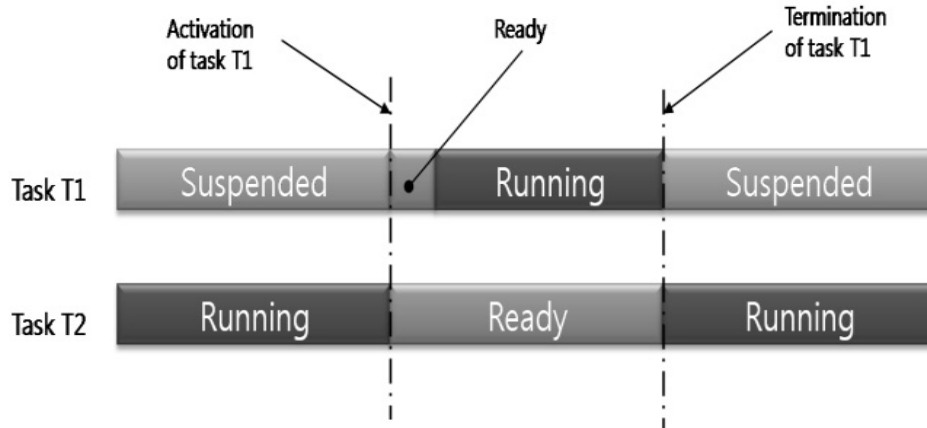 Activation
of task T1
Ready
Termination
of task T1
Task T1
Suspended
Running
Suspended
Task T2
Running
Ready
Running